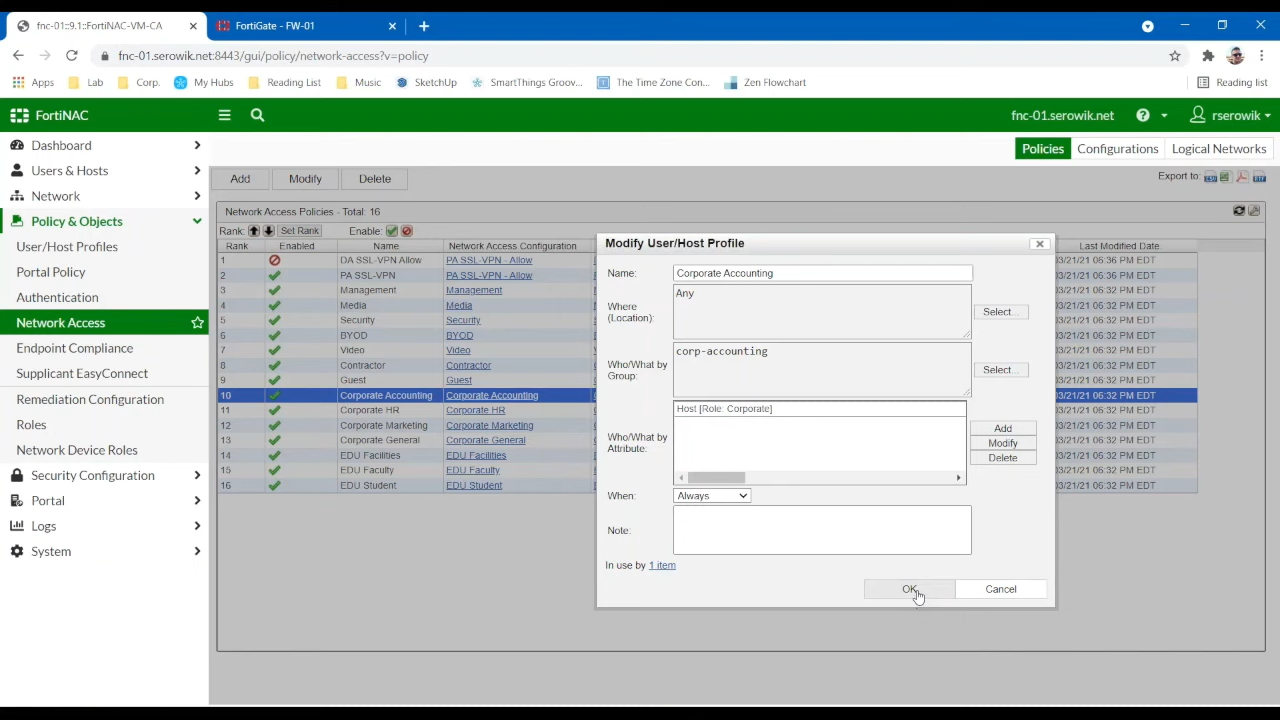 fnc-01::9.1::FortiNAC-VM-CA
FortiGate - FW-01
fnc-01.serowik.net:8443/gui/policy/network-access?v=policy
Apps Lab Corp. My Hubs Reading List Music SketchUp SmartThings Groov... The Time Zone Con... Zen Flowchart Reading list
FortiNAC
fnc-01.serowik.net
rserowik
Dashboard
Users & Hosts
Network
Policy & Objects
User/Host Profiles
Portal Policy
Authentication
Network Access
Endpoint Compliance
Supplicant EasyConnect
Remediation Configuration
Roles
Network Device Roles
Security Configuration
Portal
Logs
System
Policies Configurations Logical Networks
Add Modify Delete
Export to:
Network Access Policies - Total: 16
Rank: Set Rank Enable:
Rank Enabled Name Network Access Configuration Last Modified Date
1 DA SSL-VPN Allow PA SSL-VPN - Allow 03/21/21 06:36 PM EDT
2 PA SSL-VPN PA SSL-VPN - Allow 03/21/21 06:36 PM EDT
3 Management Management 03/21/21 06:32 PM EDT
4 Media Media 03/21/21 06:32 PM EDT
5 Security Security 03/21/21 06:32 PM EDT
6 BYOD BYOD 03/21/21 06:32 PM EDT
7 Video Video 03/21/21 06:32 PM EDT
8 Contractor Contractor 03/21/21 06:32 PM EDT
9 Guest Guest 03/21/21 06:32 PM EDT
10 Corporate Accounting Corporate Accounting 03/21/21 06:32 PM EDT
11 Corporate HR Corporate HR 03/21/21 06:32 PM EDT
12 Corporate Marketing Corporate Marketing 03/21/21 06:32 PM EDT
13 Corporate General Corporate General 03/21/21 06:32 PM EDT
14 EDU Facilities EDU Facilities 03/21/21 06:32 PM EDT
15 EDU Faculty EDU Faculty 03/21/21 06:32 PM EDT
16 EDU Student EDU Student 03/21/21 06:32 PM EDT
Modify User/Host Profile
Name: Corporate Accounting
Where
(Location):
Any
Select...
Who/What by
Group:
corp-accounting
Select...
Who/What by
Attribute:
Host [Role: Corporate]
Add
Modify
Delete
When: Always
Note:
In use by 1 item
OK Cancel